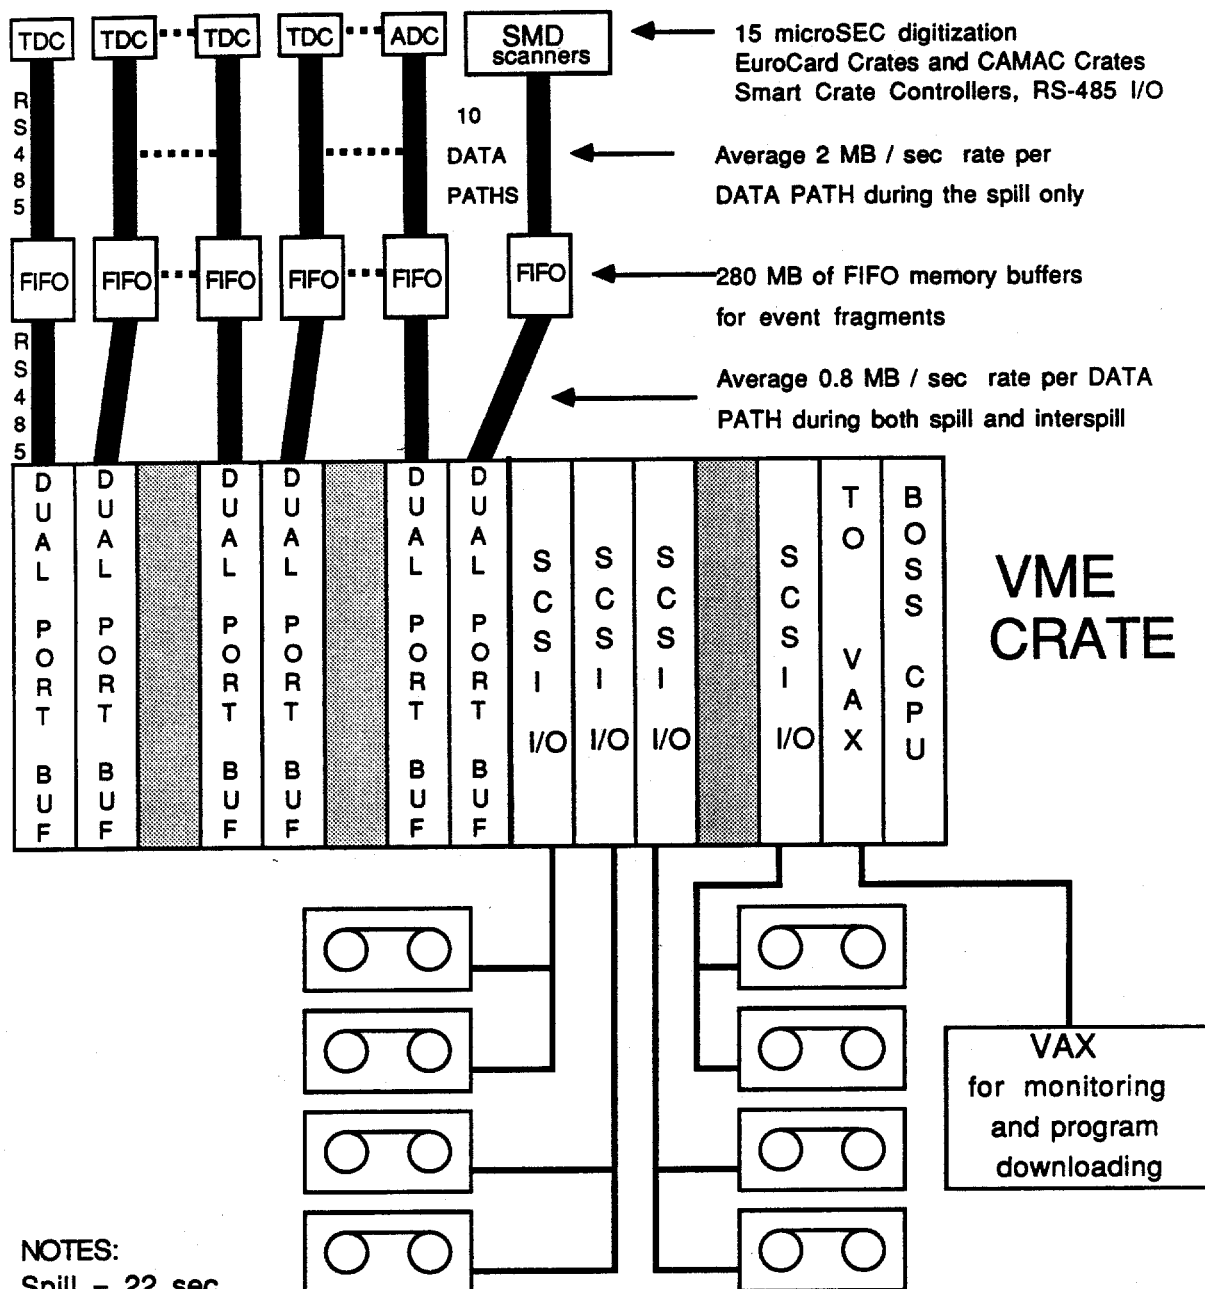 TDC TDC TDC TDC ADC SMD
scanners
15 microSEC digitization
EuroCard Crates and CAMAC Crates
Smart Crate Controllers, RS-485 I/O
RS485
10
DATA
PATHS
Average 2 MB / sec rate per
DATA PATH during the spill only
FIFO FIFO FIFO FIFO FIFO FIFO
280 MB of FIFO memory buffers
for event fragments
RS485
Average 0.8 MB / sec rate per DATA
PATH during both spill and interspill
DUAL PORT BUF
DUAL PORT BUF
DUAL PORT BUF
DUAL PORT BUF
DUAL PORT BUF
DUAL PORT BUF
SCSI I/O
SCSI I/O
SCSI I/O
SCSI I/O
TO VAX
BOSS CPU
VME
CRATE
VAX
for monitoring
and program
downloading
NOTES:
Spill = 22 sec